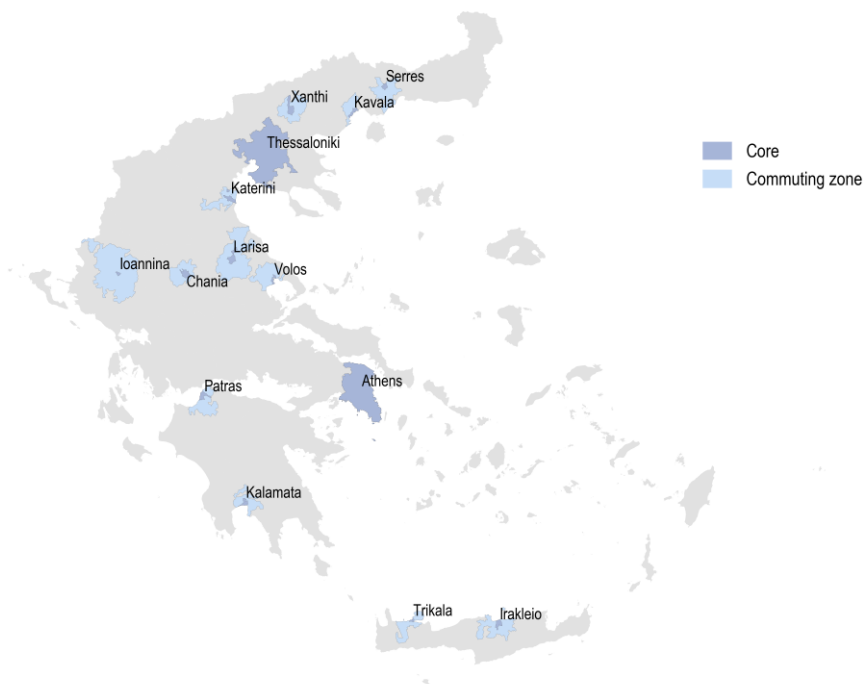 Serres
Xanthi
Kavala
Thessaloniki
Core
Commuting zone
Katerini
Larisa
Ioannina
Chania
Volos
Patras
Athens
Kalamata
Trikala
Irakleio